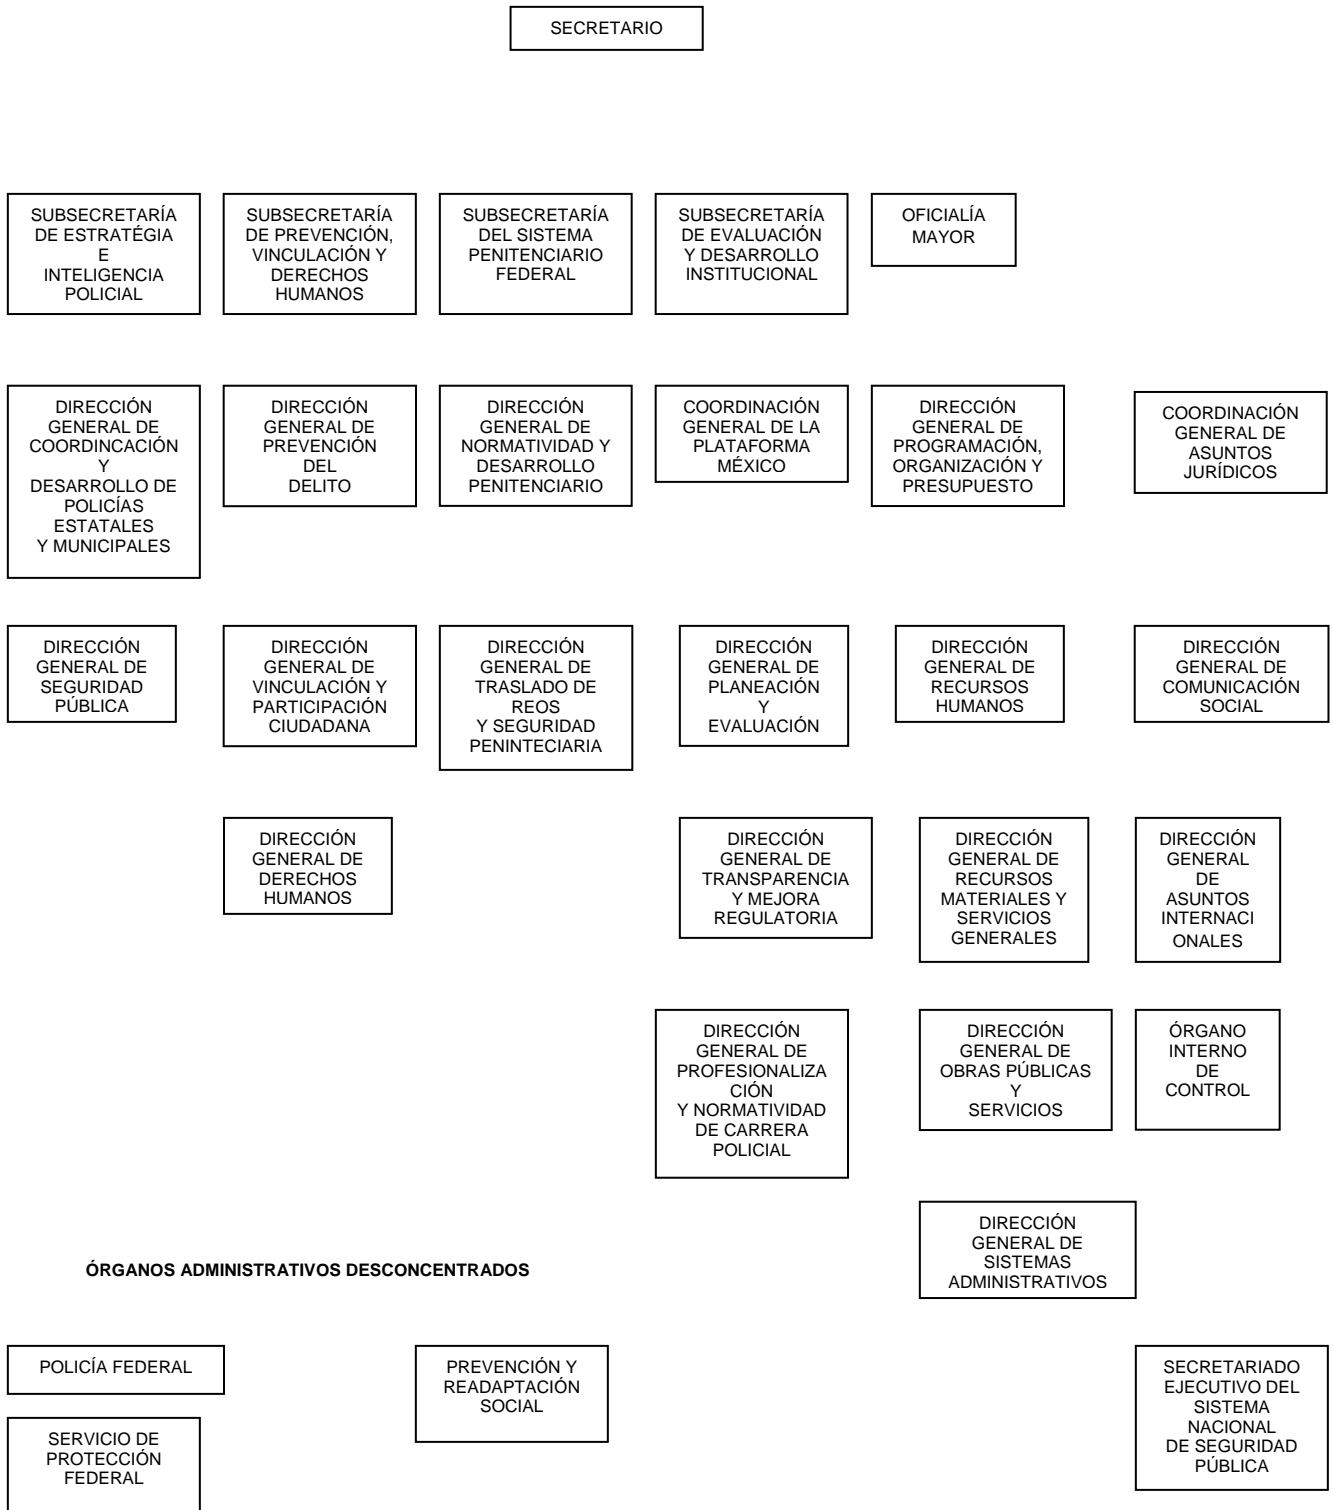 SECRETARIO
SUBSECRETARÍA
DE ESTRATÉGIA
E
INTELIGENCIA
POLICIAL
SUBSECRETARÍA
DE PREVENCIÓN,
VINCULACIÓN Y
DERECHOS
HUMANOS
SUBSECRETARÍA
DEL SISTEMA
PENITENCIARIO
FEDERAL
SUBSECRETARÍA
DE EVALUACIÓN
Y DESARROLLO
INSTITUCIONAL
OFICIALÍA
MAYOR
DIRECCIÓN
GENERAL DE
COORDINCACIÓN
Y
DESARROLLO DE
POLICÍAS
ESTATALES
Y MUNICIPALES
DIRECCIÓN
GENERAL DE
PREVENCIÓN
DEL
DELITO
DIRECCIÓN
GENERAL DE
NORMATIVIDAD Y
DESARROLLO
PENITENCIARIO
COORDINACIÓN
GENERAL DE LA
PLATAFORMA
MÉXICO
DIRECCIÓN
GENERAL DE
PROGRAMACIÓN,
ORGANIZACIÓN Y
PRESUPUESTO
COORDINACIÓN
GENERAL DE
ASUNTOS
JURÍDICOS
DIRECCIÓN
GENERAL DE
SEGURIDAD
PÚBLICA
DIRECCIÓN
GENERAL DE
VINCULACIÓN Y
PARTICIPACIÓN
CIUDADANA
DIRECCIÓN
GENERAL DE
TRASLADO DE
REOS
Y SEGURIDAD
PENINTECIARIA
DIRECCIÓN
GENERAL DE
PLANEACIÓN
Y
EVALUACIÓN
DIRECCIÓN
GENERAL DE
RECURSOS
HUMANOS
DIRECCIÓN
GENERAL DE
COMUNICACIÓN
SOCIAL
DIRECCIÓN
GENERAL DE
DERECHOS
HUMANOS
DIRECCIÓN
GENERAL DE
TRANSPARENCIA
Y MEJORA
REGULATORIA
DIRECCIÓN
GENERAL DE
RECURSOS
MATERIALES Y
SERVICIOS
GENERALES
DIRECCIÓN
GENERAL
DE
ASUNTOS
INTERNACI
ONALES
DIRECCIÓN
GENERAL DE
PROFESIONALIZA
CIÓN
Y NORMATIVIDAD
DE CARRERA
POLICIAL
DIRECCIÓN
GENERAL DE
OBRAS PÚBLICAS
Y
SERVICIOS
ÓRGANO
INTERNO
DE
CONTROL
DIRECCIÓN
GENERAL DE
SISTEMAS
ADMINISTRATIVOS
ÓRGANOS ADMINISTRATIVOS DESCONCENTRADOS
POLICÍA FEDERAL
PREVENCIÓN Y
READAPTACIÓN
SOCIAL
SECRETARIADO
EJECUTIVO DEL
SISTEMA
NACIONAL
DE SEGURIDAD
PÚBLICA
SERVICIO DE
PROTECCIÓN
FEDERAL